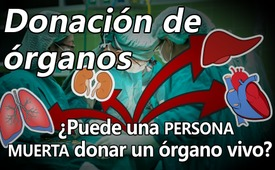 Donación de
órganos
¿Puede una PERSONA
MUERTA donar un órgano vivo?